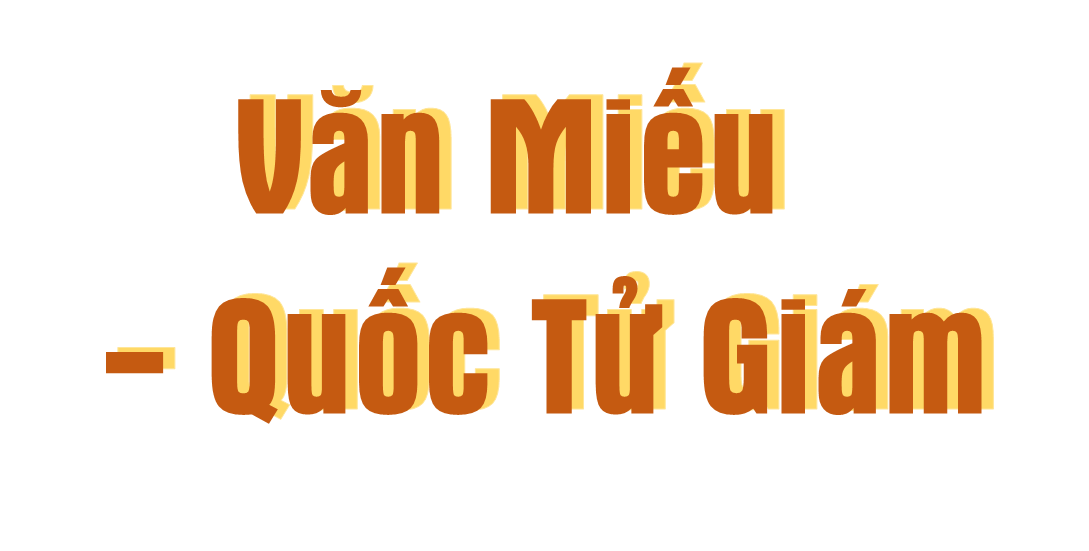 Văn Miếu
– Quốc Tử Giám